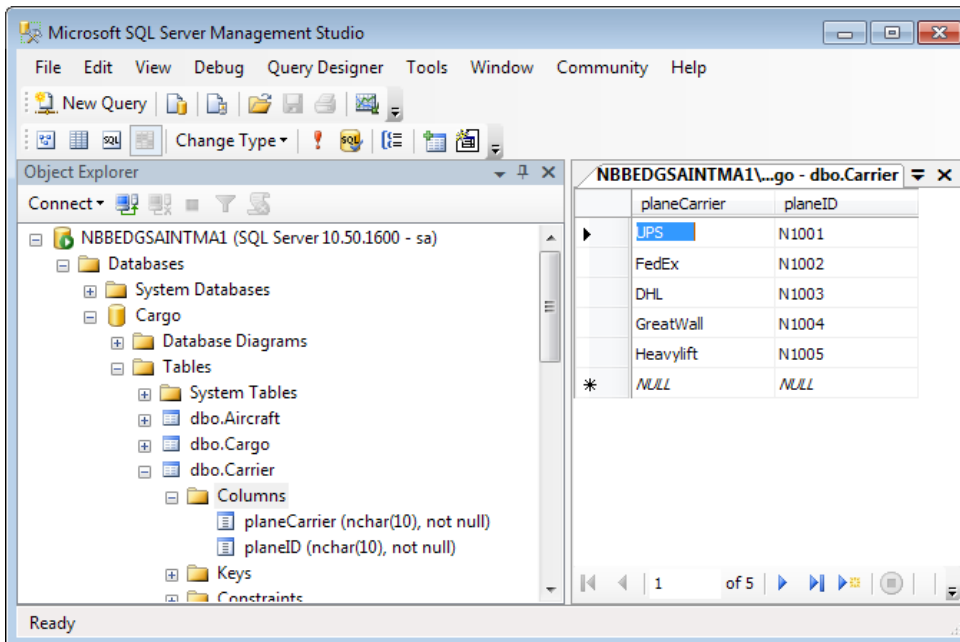 Microsoft SQL Server Management Studio
File Edit View Debug Query Designer Tools Window Community Help
New Query
SQL Change Type SQL
Object Explorer
Connect
NBBEDGSAINTMA1 (SQL Server 10.50.1600 - sa)
Databases
System Databases
Cargo
Database Diagrams
Tables
System Tables
dbo.Aircraft
dbo.Cargo
dbo.Carrier
Columns
planeCarrier (nchar(10), not null)
planeID (nchar(10), not null)
Keys
Constraints
NBBEDGSAINTMA1\...go - dbo.Carrier
planeCarrier planeID
UPS N1001
FedEx N1002
DHL N1003
GreatWall N1004
Heavylift N1005
NULL NULL
1 of 5
Ready